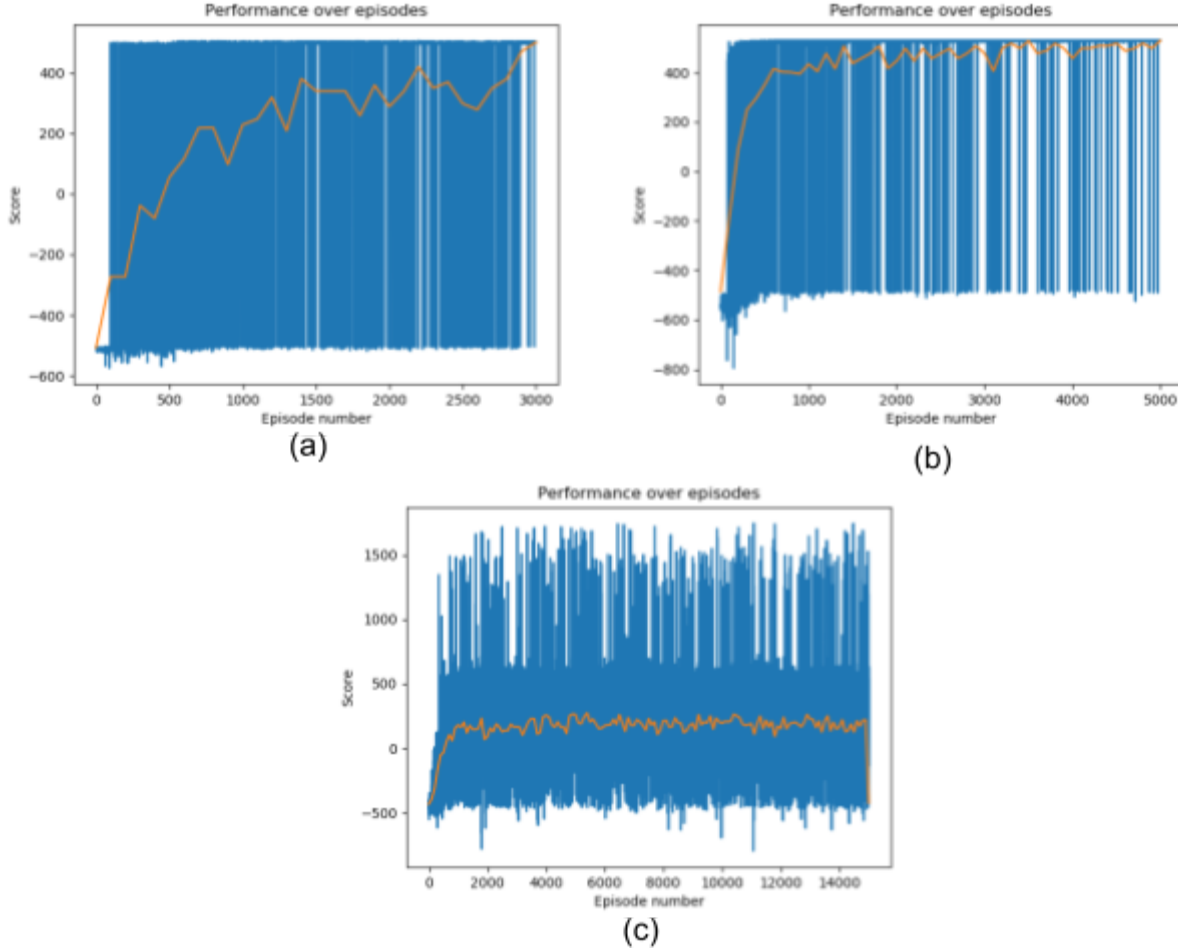 Performance over episodes
400
200
0
−200
−400
−600
Score
0 500 1000 1500 2000 2500 3000
Episode number
(a)
Performance over episodes
400
200
0
−200
−400
−600
−800
Score
0 1000 2000 3000 4000 5000
Episode number
(b)
Performance over episodes
1500
1000
500
0
−500
Score
0 2000 4000 6000 8000 10000 12000 14000
Episode number
(c)